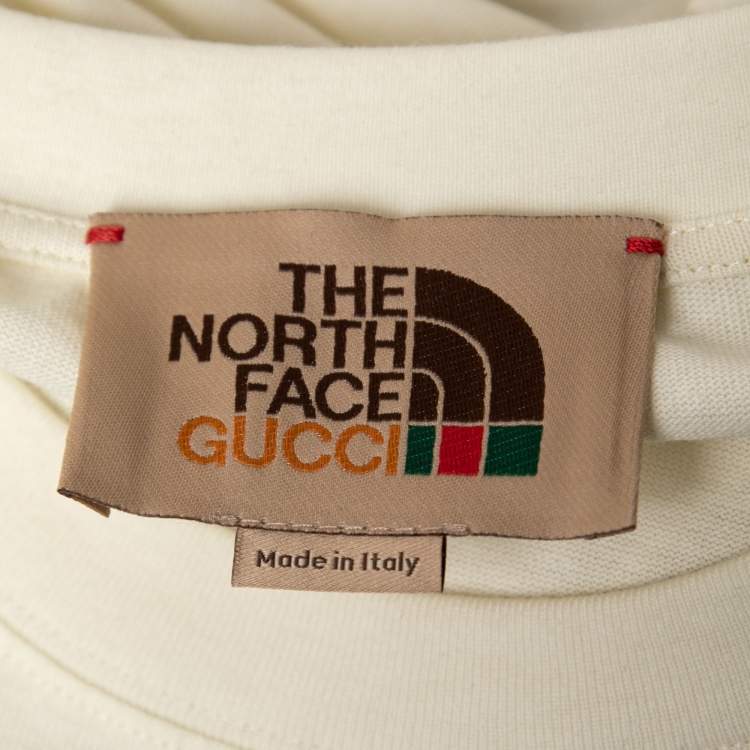 THE
NORTH
FACE
GUCCI
Made in Italy